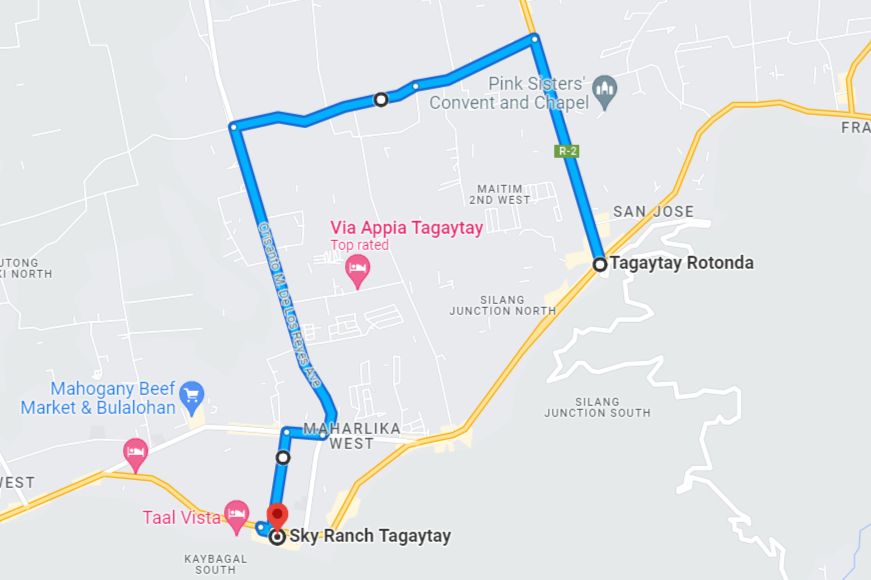 Pink Sisters'
Convent and Chapel
FRA
R-2
MAITIM
2ND WEST
SAN JOSE
Via Appia Tagaytay
Top rated
Tagaytay Rotonda
UTONG
KI NORTH
Crisanto M. De Los Reyes Ave
SILANG
JUNCTION NORTH
Mahogany Beef
Market & Bulalohan
SILANG
JUNCTION SOUTH
MAHARLIKA
WEST
WEST
Taal Vista
Sky Ranch Tagaytay
KAYBAGAL
SOUTH